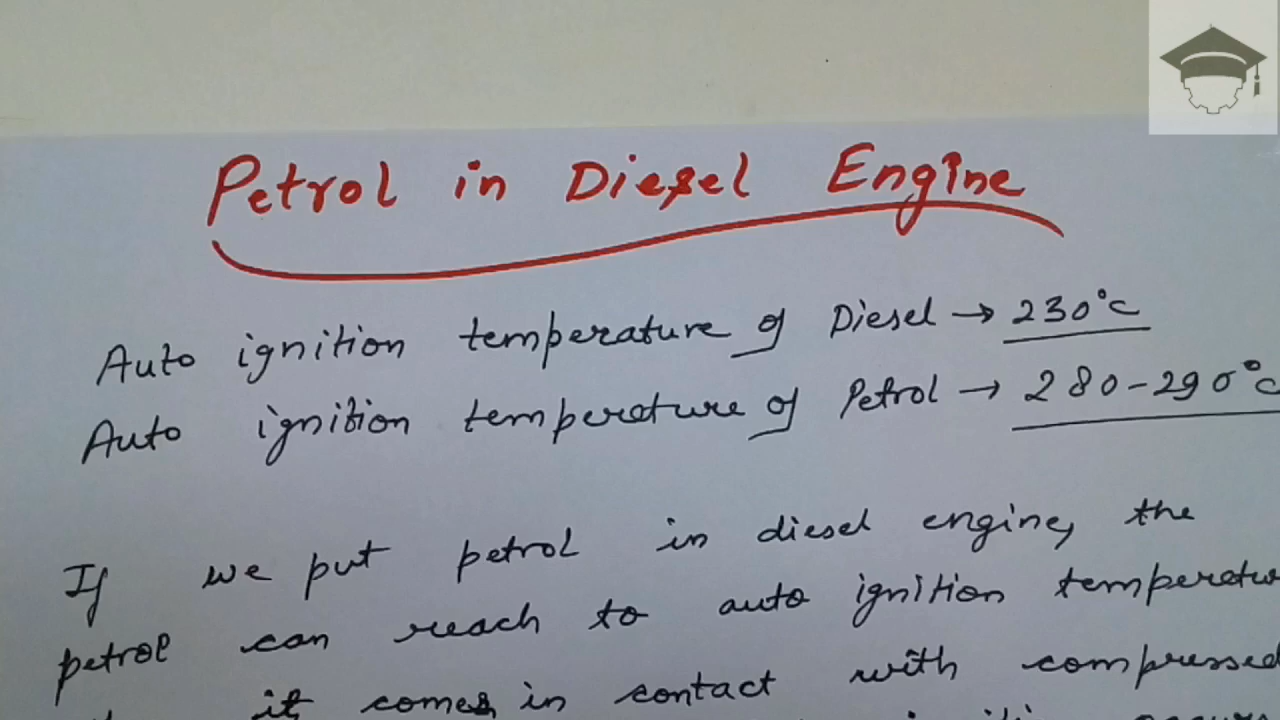 Petrol in Diesel Engine
Auto ignition temperature of Diesel → 230°C
Auto ignition temperature of Petrol → 280-290°C
If we put petrol in diesel engine, the
petrol can reach to auto ignition
it comes in contact with compressed